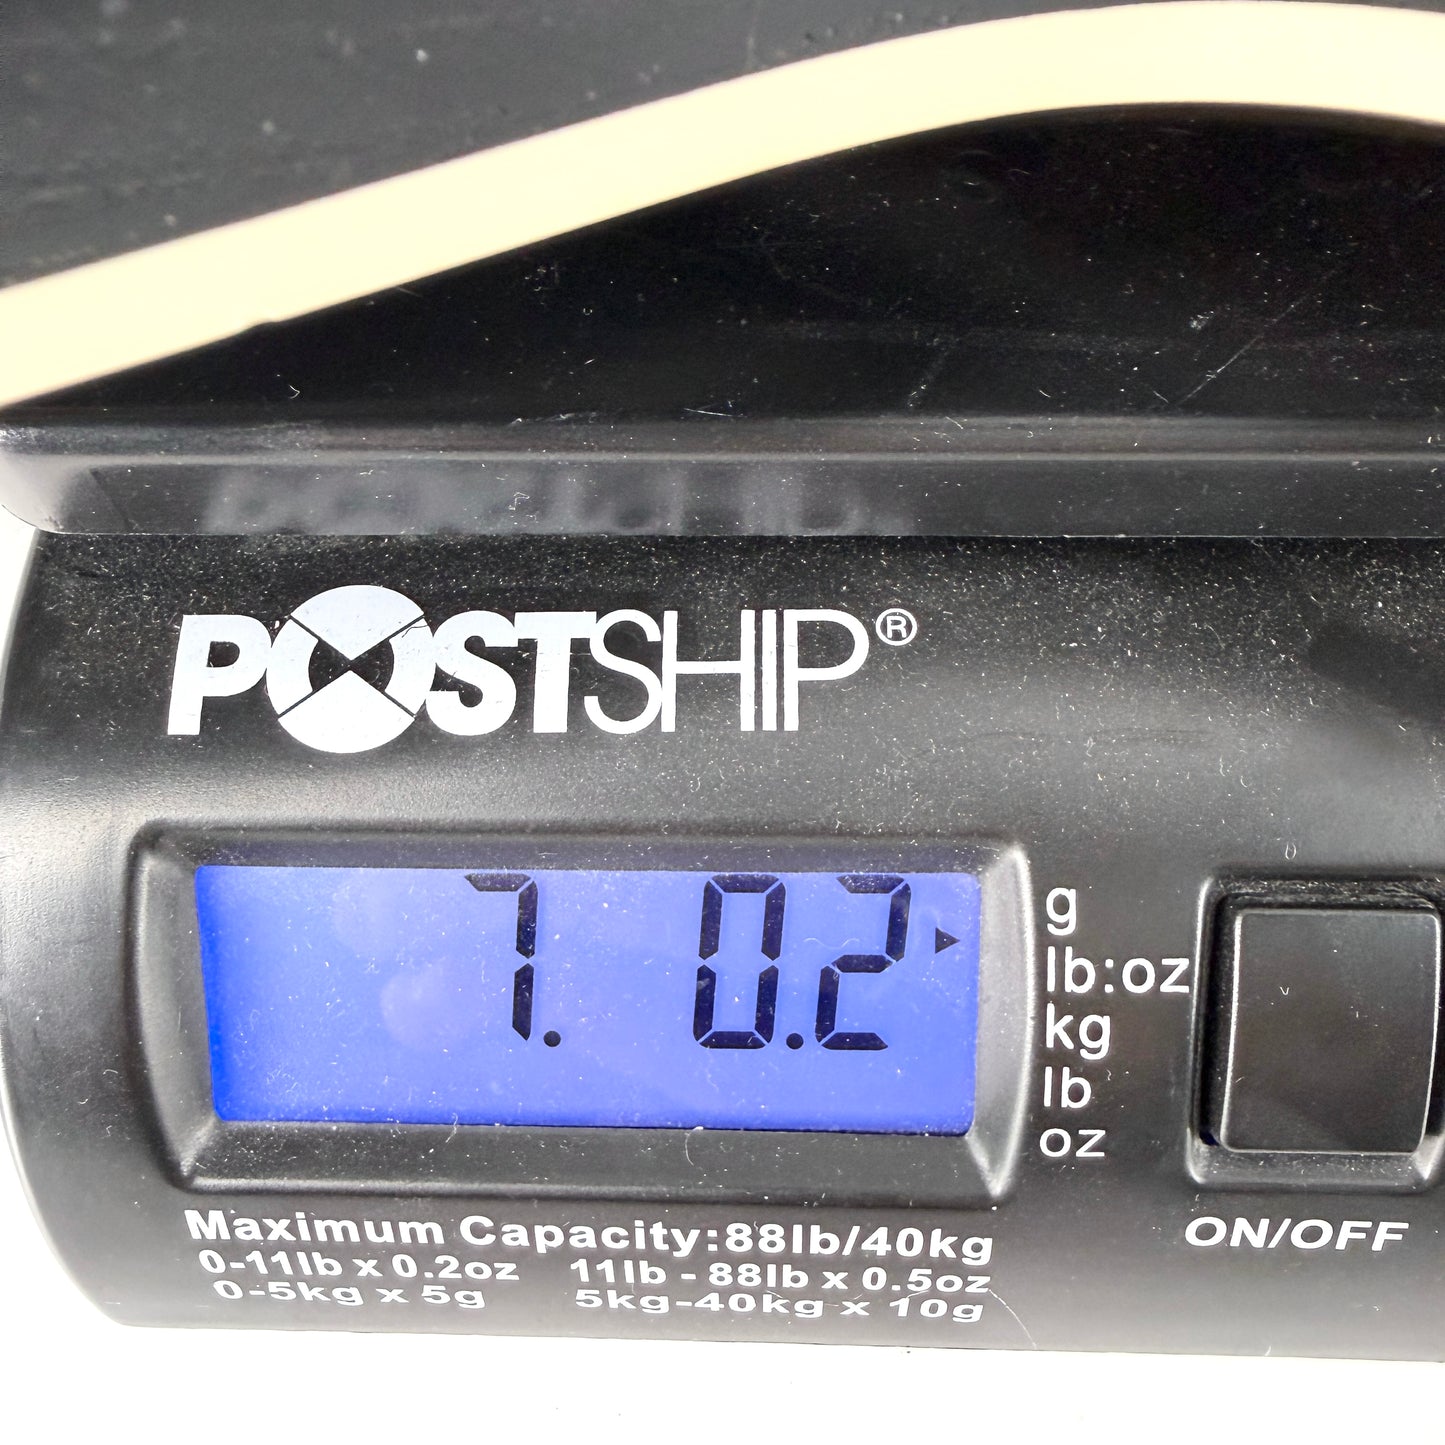 POSTSHIP®
7. 0.2
g
lb:oz
kg
lb
oz
ON/OFF
Maximum Capacity:88lb/40kg
0-11lb x 0.2oz 11lb - 88lb x 0.5oz
0-5kg x 5g 5kg-40kg x 10g